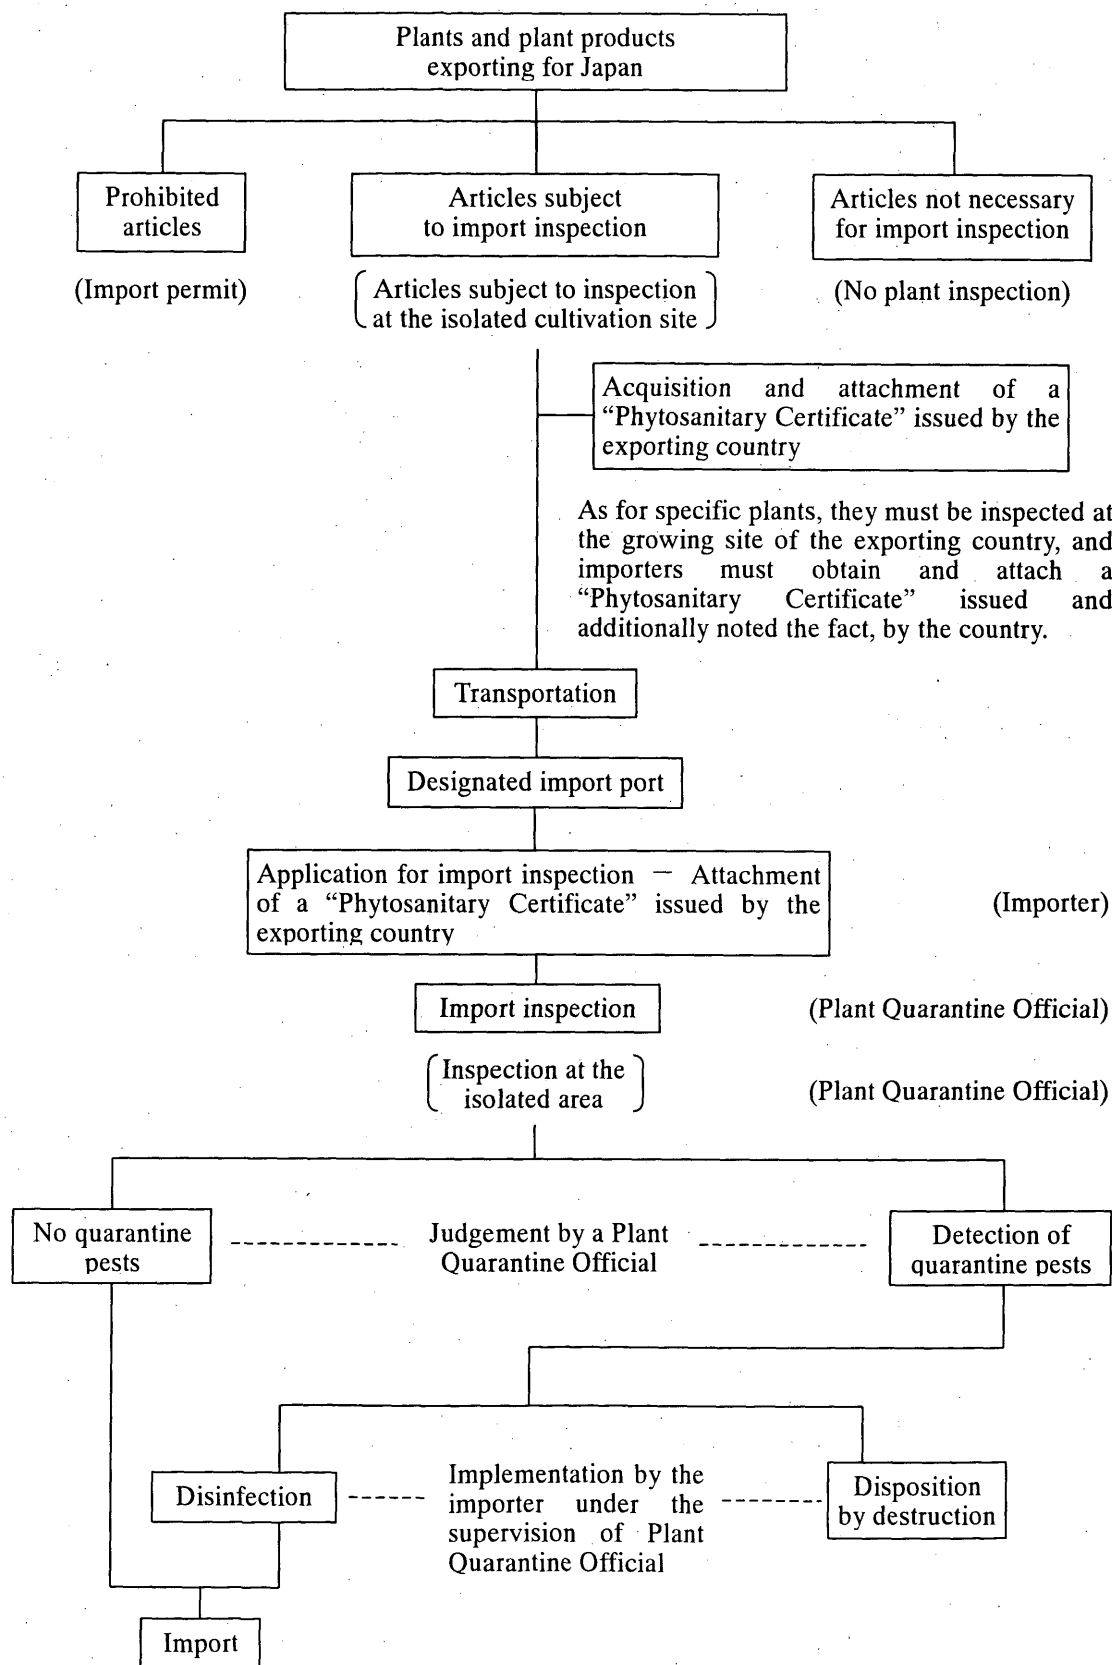 Plants and plant products
exporting for Japan
Prohibited
articles
Articles subject
to import inspection
Articles not necessary
for import inspection
(Import permit)
(Articles subject to inspection
at the isolated cultivation site)
(No plant inspection)
Acquisition and attachment of a
“Phytosanitary Certificate” issued by the
exporting country
As for specific plants, they must be inspected at
the growing site of the exporting country, and
importers must obtain and attach a
“Phytosanitary Certificate” issued and
additionally noted the fact, by the country.
Transportation
Designated import port
Application for import inspection — Attachment
of a “Phytosanitary Certificate” issued by the
exporting country
(Importer)
Import inspection
(Plant Quarantine Official)
(Inspection at the
isolated area)
(Plant Quarantine Official)
No quarantine
pests
Judgement by a Plant
Quarantine Official
Detection of
quarantine pests
Disinfection
Implementation by the
importer under the
supervision of Plant
Quarantine Official
Disposition
by destruction
Import